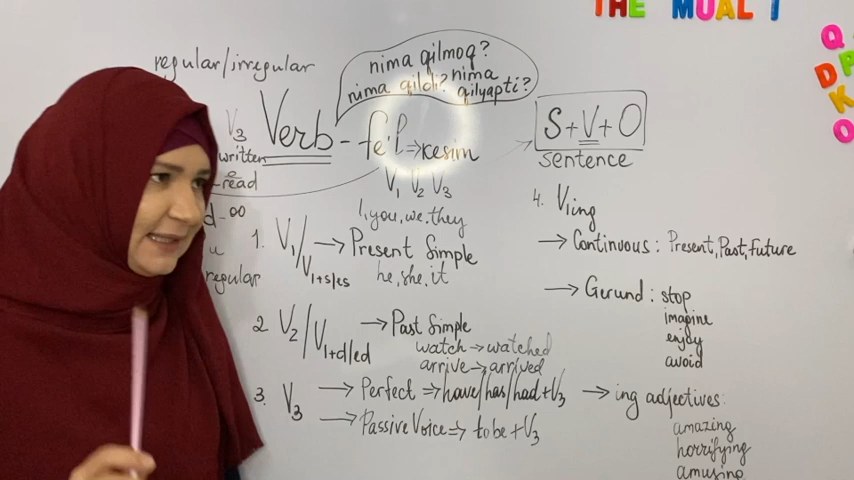 THE MUAL
regular/irregular
nima qilmoq?
nima qildi? nima qilyapti?
V3 Verb - fe'l => kesim
written
read
S+V+O
sentence
V1 V2 V3
I, you, we, they
1. V1/V1+s/es → Present Simple
he, she, it
regular
2 V2/V1+d/ed → Past Simple
watch → watched
arrive → arrived
3. V3 → Perfect => have/has/had+V3
→ Passive Voice => to be + V3
4. V1ing
→ Continuous: Present, Past, Future
→ Gerund: stop
imagine
enjoy
avoid
→ ing adjectives:
amazing
horrifying
amusing
Q
D P
K
O